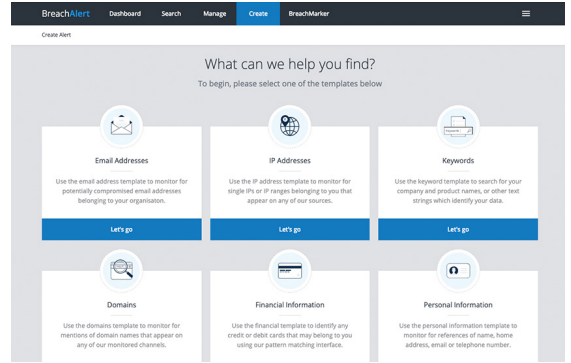 BreachAlert Dashboard Search Manage Create BreachMarker
Create Alert
What can we help you find?
To begin, please select one of the templates below
Email Addresses
Use the email address template to monitor for
potentially compromised email addresses
belonging to your organisaton.
Let's go
IP Addresses
Use the IP address template to monitor for
single IPs or IP ranges belonging to you that
appear on any of our sources.
Let's go
Keywords
Use the keyword template to search for your
company and product names, or other text
strings which identify your data.
Let's go
Domains
Use the domains template to monitor for
mentions of domain names that appear on
any of our monitored channels.
Financial Information
Use the financial template to identify any
credit or debit cards that may belong to you
using our pattern matching interface.
Personal Information
Use the personal information template to
monitor for references of name, home
address, email or telephone number.